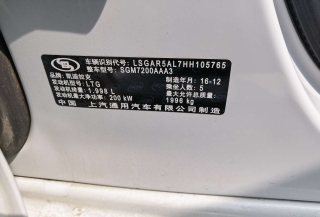 车辆识别代号: LSGAR5AL7HH105765
整车型号: SGM7200AAA3
品牌: 凯迪拉克 制造年月: 16-12
发动机型号: LTG 乘坐人数: 5
发动机排量: 1.998 L 最大允许总质量:
发动机最大净功率: 200 kW 1996 kg
中国 上汽通用汽车有限公司制造